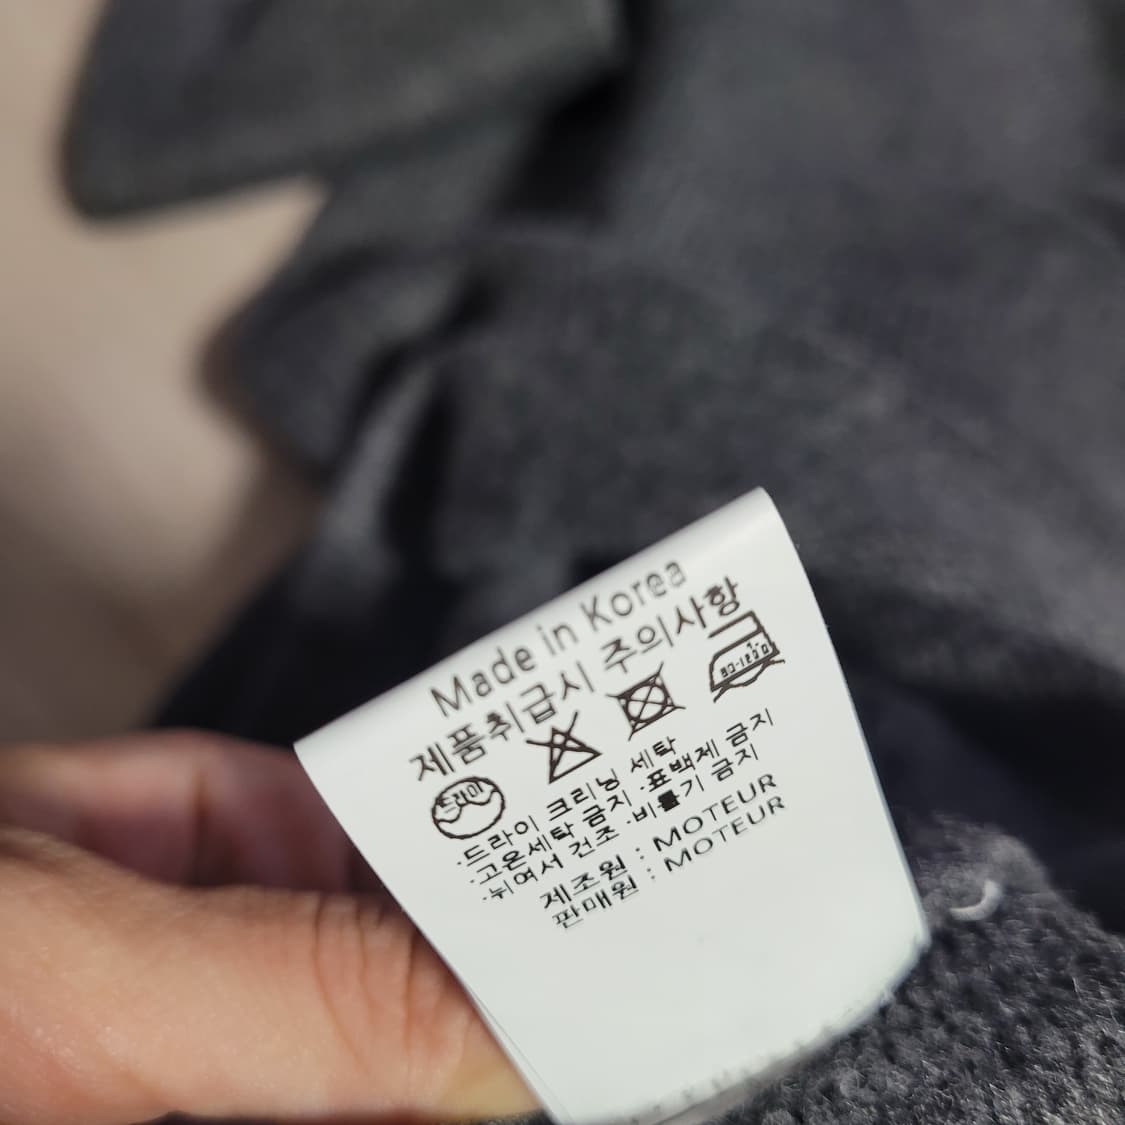 Made in Korea
제품취급시 주의사항
드라이
80-120
·드라이 크리닝 세탁
·고온세탁 금지 ·표백제 금지
·뉘여서 건조 ·비틀기 금지
제조원 : MOTEUR
판매원 : MOTEUR